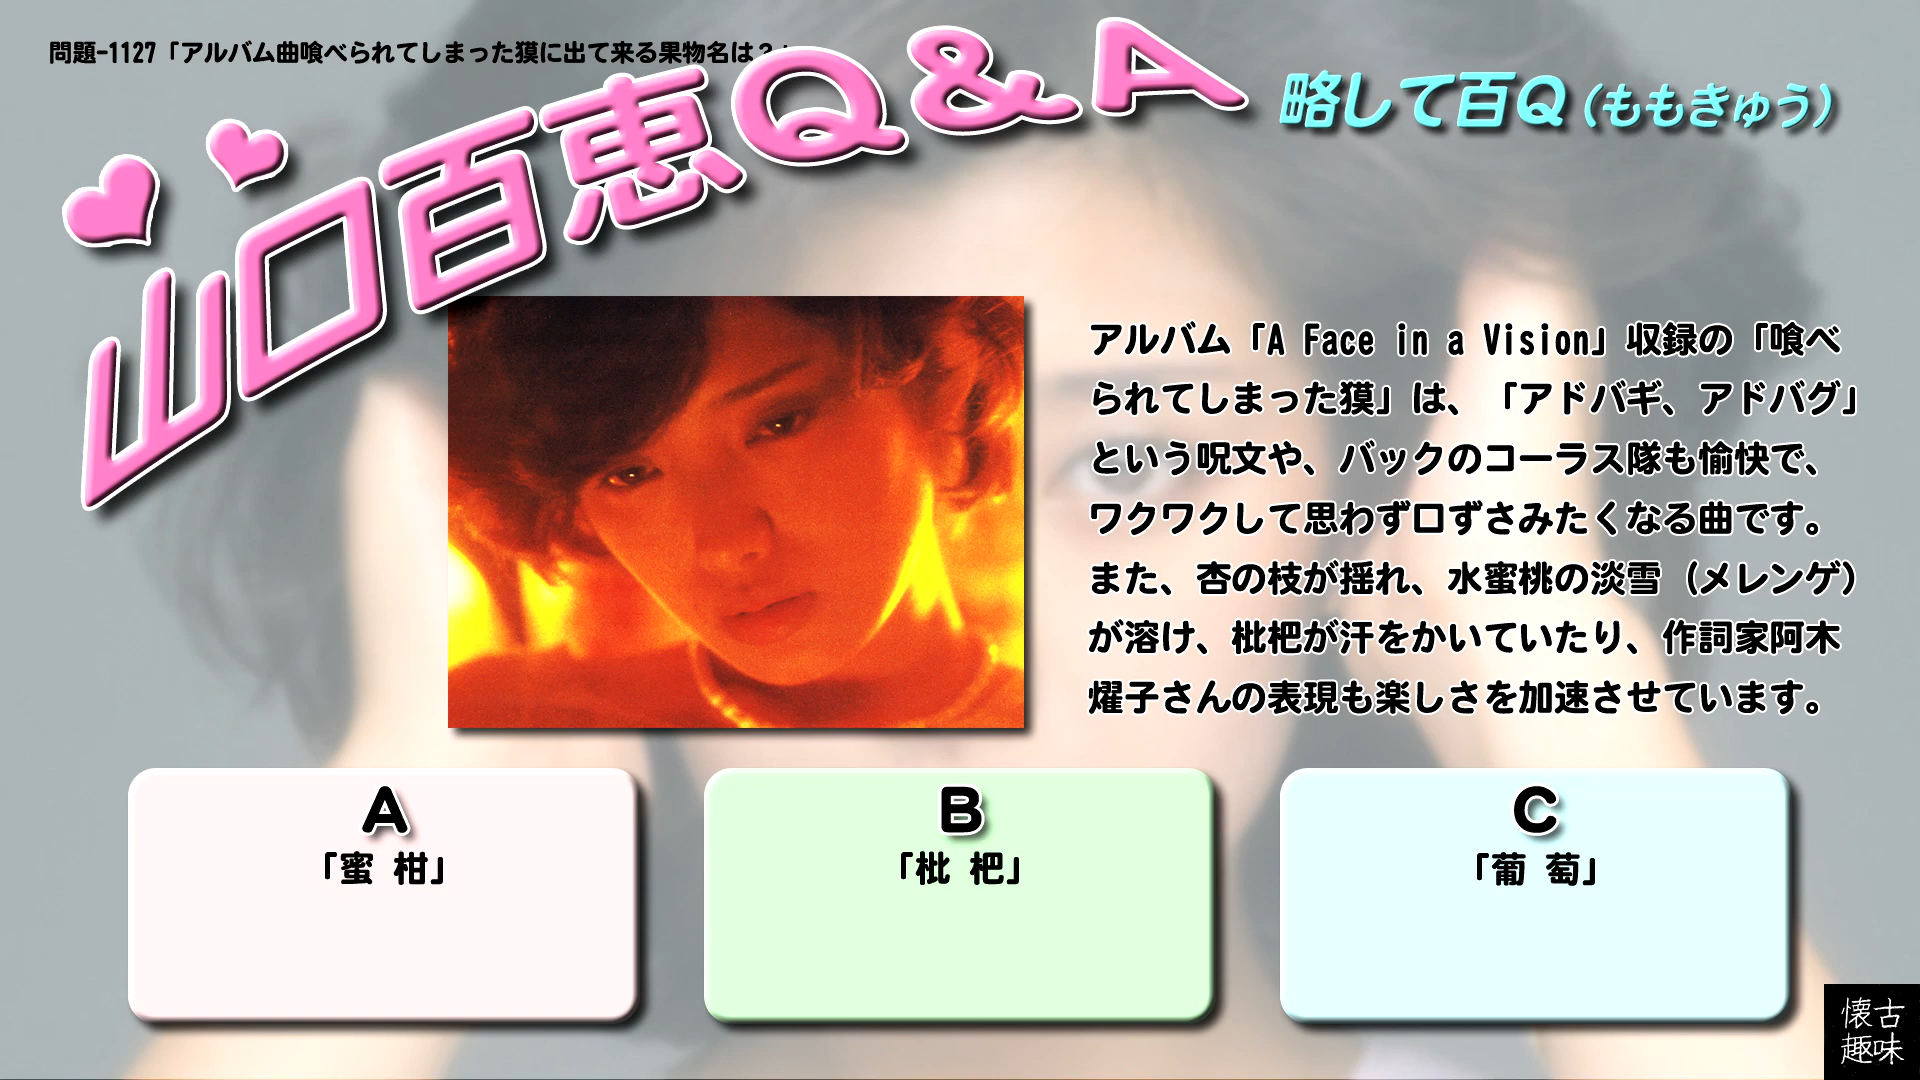 問題-1127「アルバム曲喰べられてしまった獏に出て来る果物名は？」
山口百恵Q&A
略して百Q（ももきゅう）
アルバム「A Face in a Vision」収録の「喰べ
られてしまった獏」は、「アドバギ、アドバグ」
という呪文や、バックのコーラス隊も愉快で、
ワクワクして思わず口ずさみたくなる曲です。
また、杏の枝が揺れ、水蜜桃の淡雪（メレンゲ）
が溶け、枇杷が汗をかいていたり、作詞家阿木
燿子さんの表現も楽しさを加速させています。
A
「蜜 柑」
B
「枇 杷」
C
「葡 萄」
懐古
趣味